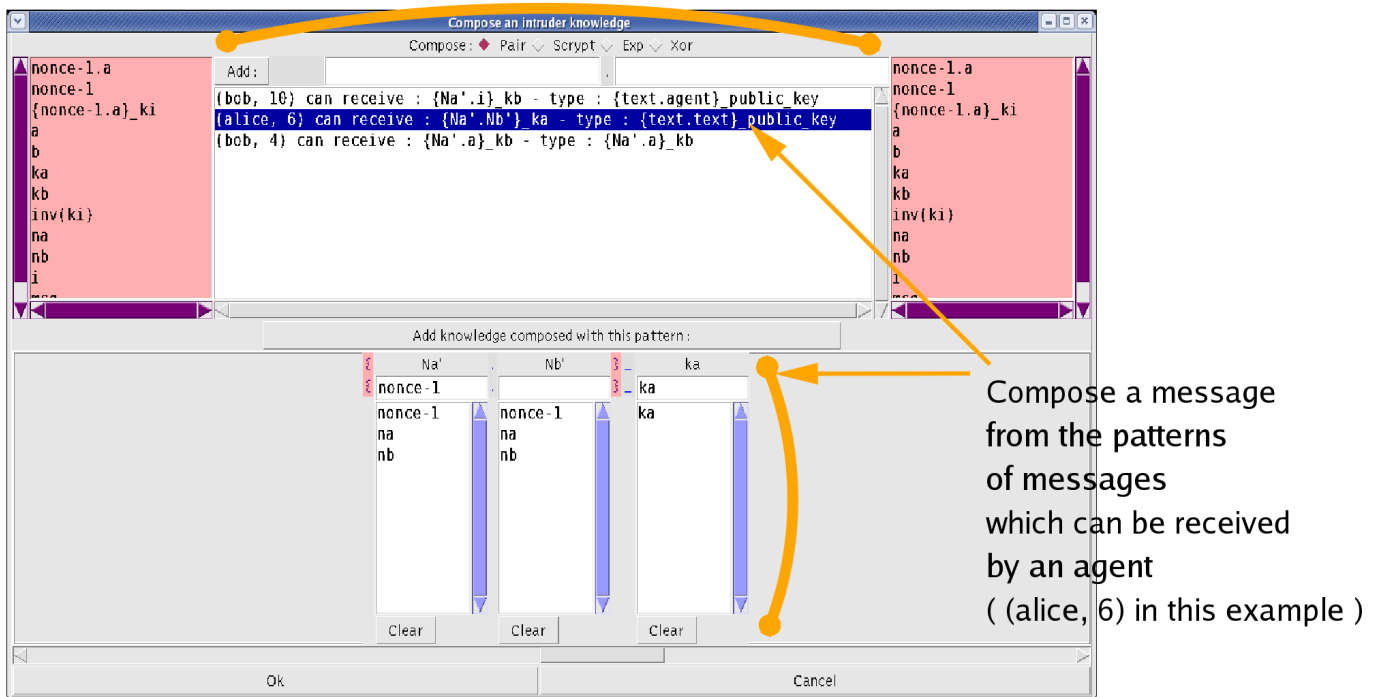 Compose an intruder knowledge
Compose : Pair Scrypt Exp Xor
Add : .
nonce-1.a
nonce-1
{nonce-1.a}_ki
a
b
ka
kb
inv(ki)
na
nb
i
(bob, 10) can receive : {Na'.i}_kb - type : {text.agent}_public_key
(alice, 6) can receive : {Na'.Nb'}_ka - type : {text.text}_public_key
(bob, 4) can receive : {Na'.a}_kb - type : {Na'.a}_kb
nonce-1.a
nonce-1
{nonce-1.a}_ki
a
b
ka
kb
inv(ki)
na
nb
i
Add knowledge composed with this pattern :
{ Na' . Nb' } _ ka
{ nonce-1 . } _ ka
nonce-1 nonce-1 ka
na na
nb nb
Clear Clear Clear
Ok Cancel
Compose a message
from the patterns
of messages
which can be received
by an agent
( (alice, 6) in this example )